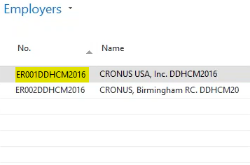 Employers
No. Name
ER001DDHCM2016 CRONUS USA, Inc. DDHCM2016
ER002DDHCM2016 CRONUS, Birmingham RC. DDHCM20